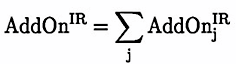 AddOn^IR = ∑_j AddOn_j^IR